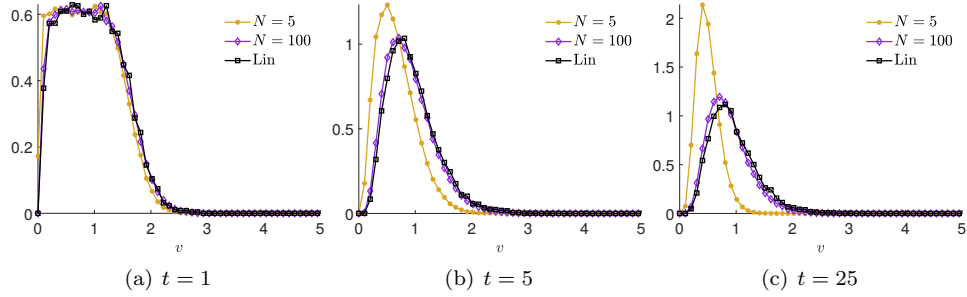 0.6
0.4
0.2
0
0 1 2 3 4 5
v
N = 5
N = 100
Lin
(a) t = 1
1
0.5
0
0 1 2 3 4 5
v
N = 5
N = 100
Lin
(b) t = 5
2
1.5
1
0.5
0
0 1 2 3 4 5
v
N = 5
N = 100
Lin
(c) t = 25